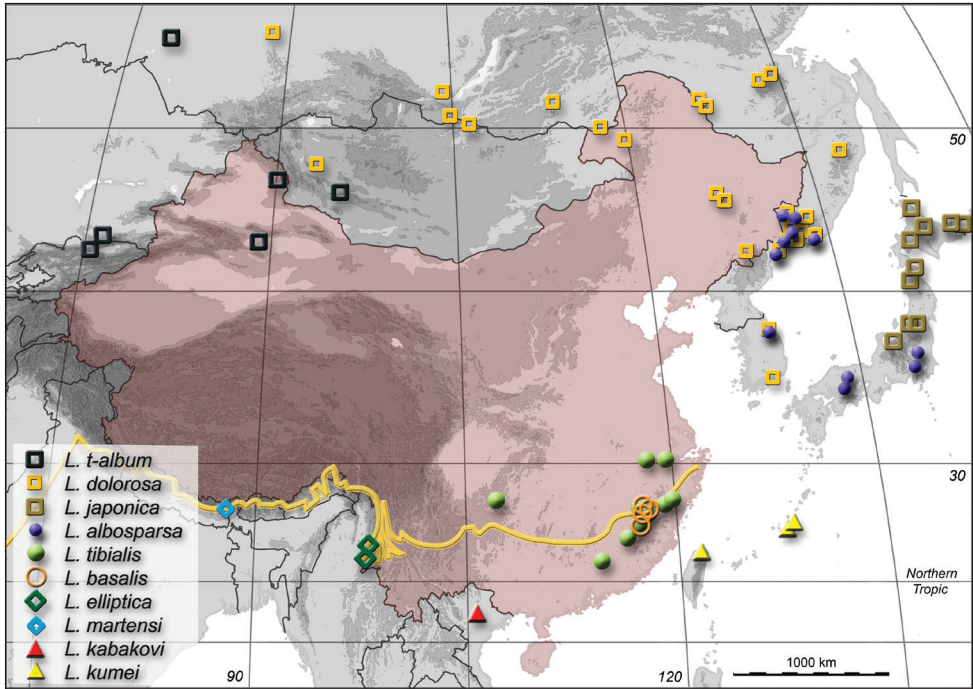 50
30
Northern
Tropic
L. t-album
L. dolorosa
L. japonica
L. albosparsa
L. tibialis
L. basalis
L. elliptica
L. martensi
L. kabakovi
L. kumei
90
120
1000 km